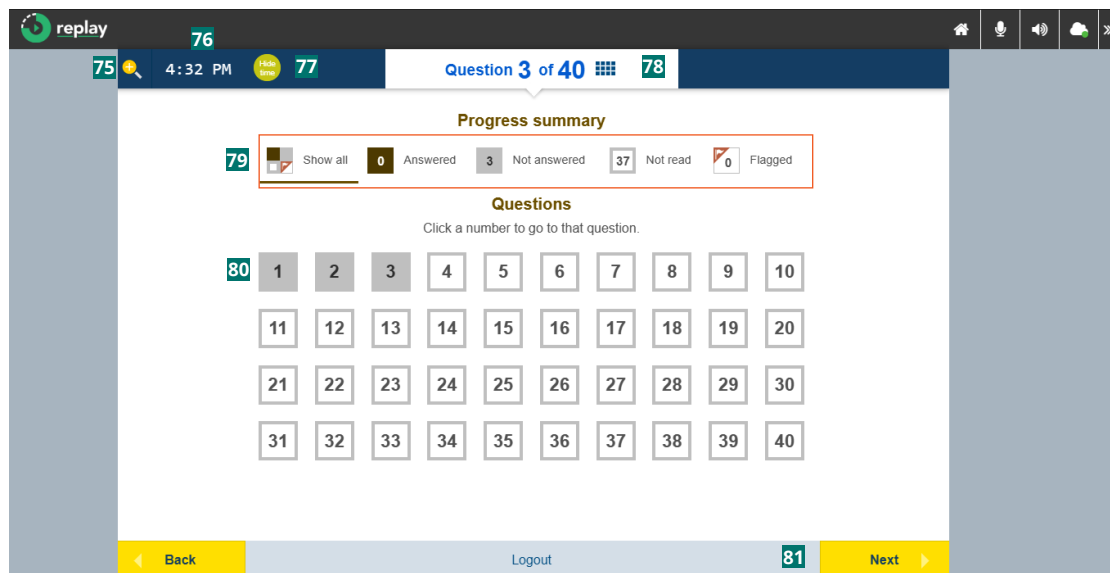 replay
76
75 4:32 PM Hide time 77 Question 3 of 40 78
Progress summary
79 Show all 0 Answered 3 Not answered 37 Not read 0 Flagged
Questions
Click a number to go to that question.
80 1 2 3 4 5 6 7 8 9 10
11 12 13 14 15 16 17 18 19 20
21 22 23 24 25 26 27 28 29 30
31 32 33 34 35 36 37 38 39 40
Back Logout 81 Next